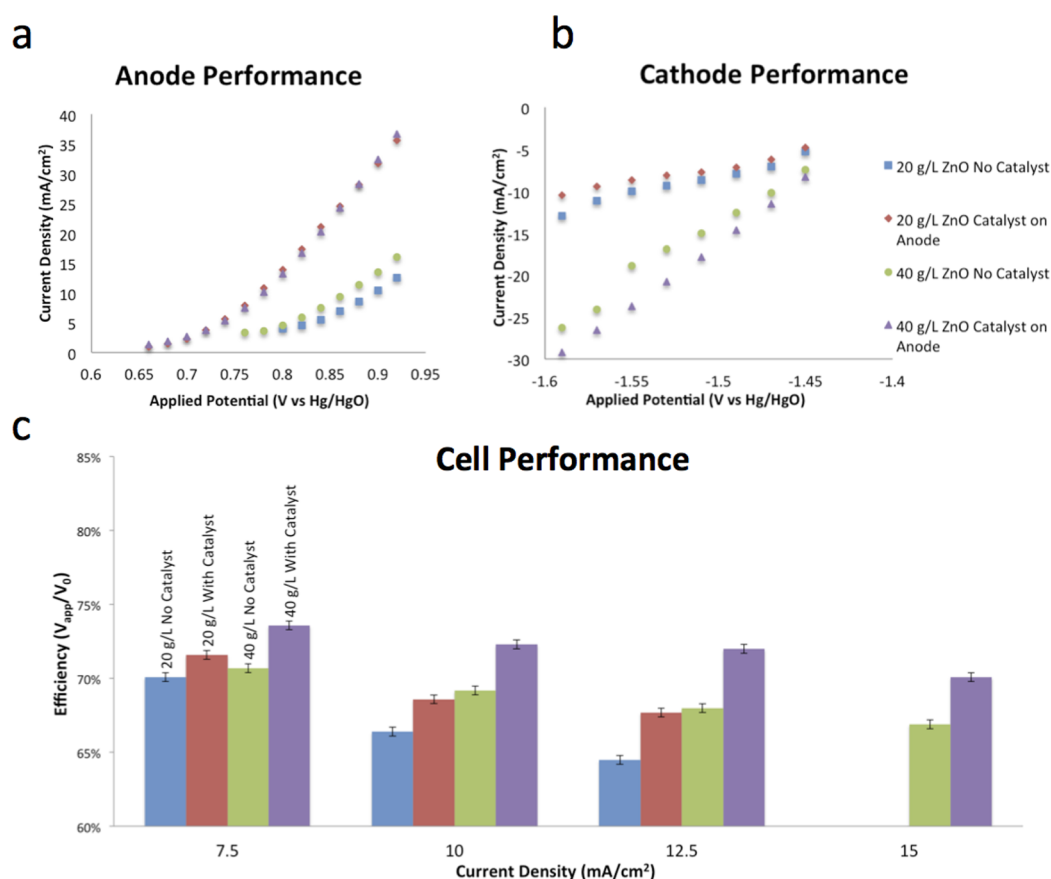 a
Anode Performance
40
35
30
25
20
15
10
5
0
Current Density (mA/cm²)
0.6 0.65 0.7 0.75 0.8 0.85 0.9 0.95
Applied Potential (V vs Hg/HgO)
b
Cathode Performance
0
-5
-10
-15
-20
-25
-30
Current Density (mA/cm²)
-1.6 -1.55 -1.5 -1.45 -1.4
Applied Potential (V vs Hg/HgO)
20 g/L ZnO No Catalyst
20 g/L ZnO Catalyst on
Anode
40 g/L ZnO No Catalyst
40 g/L ZnO Catalyst on
Anode
c
Cell Performance
85%
80%
75%
70%
65%
60%
Efficiency (Vapp/V0)
20 g/L No Catalyst
20 g/L With Catalyst
40 g/L No Catalyst
40 g/L With Catalyst
7.5 10 12.5 15
Current Density (mA/cm²)